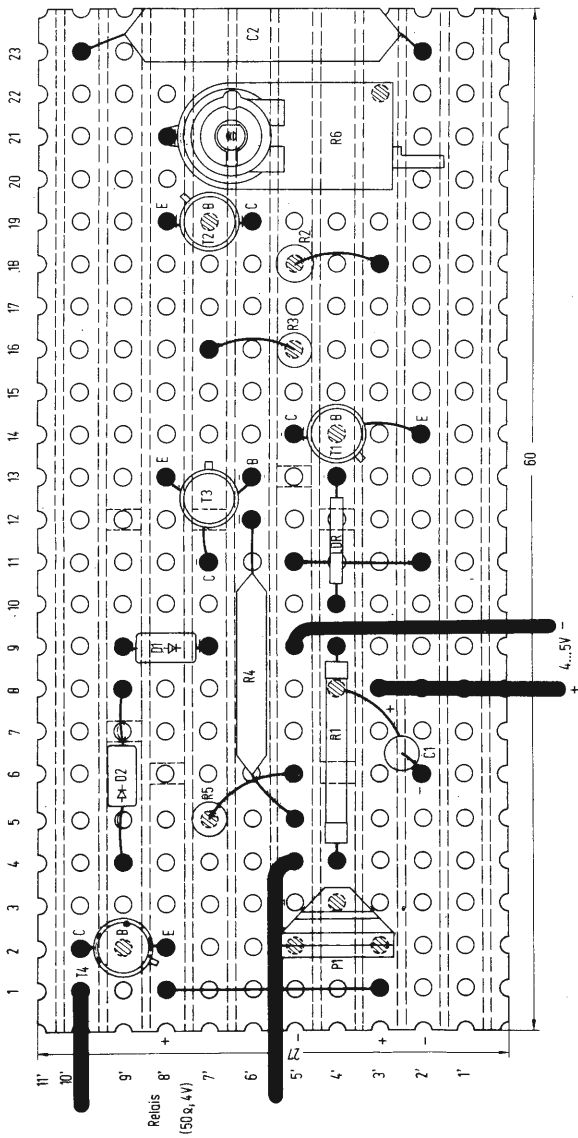 23
22
21
20
19
18
17
16
15
14
13
12
11
10
9
8
7
6
5
4
3
2
1
C2
R6
E
T2
B
C
R2
R3
60
C
T1
B
E
E
T3
B
C
DR
D1
R4
4...5V
-
+
D2
R5
R1
+
C1
-
C
T4
B
E
P1
27
+
-
+
-
11'
10'
9'
8'
7'
6'
5'
4'
3'
2'
1'
Relais
(50Ω, 4V)